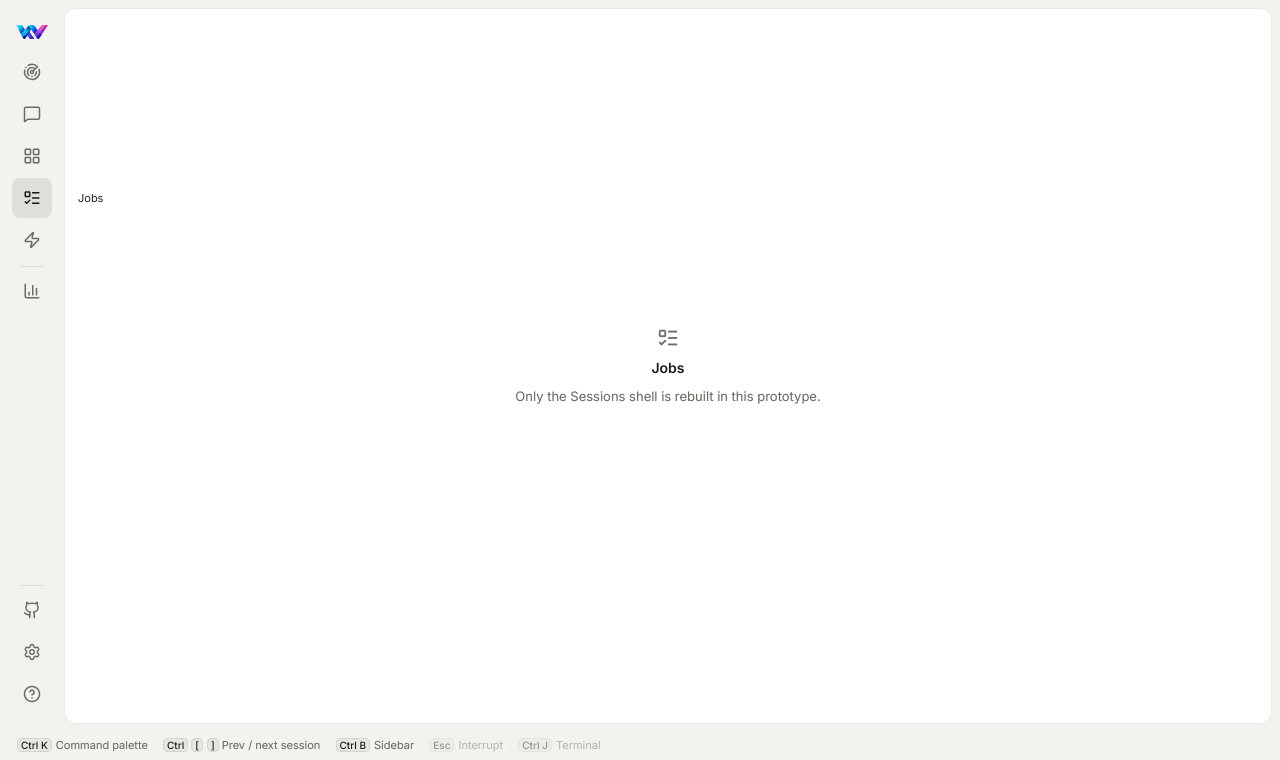 Jobs
Jobs
Only the Sessions shell is rebuilt in this prototype.
Ctrl K Command palette · Ctrl [ ] Prev / next session · Ctrl B Sidebar · Esc Interrupt · Ctrl J Terminal